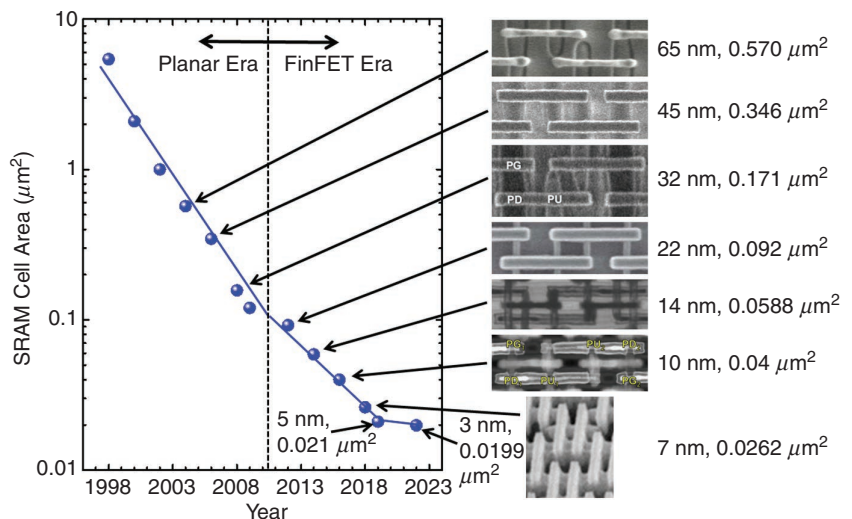 10
1
0.1
0.01
SRAM Cell Area (μm²)
Planar Era
FinFET Era
5 nm,
0.021 μm²
3 nm,
0.0199
μm²
1998 2003 2008 2013 2018 2023
Year
65 nm, 0.570 μm²
45 nm, 0.346 μm²
PG
PD PU
32 nm, 0.171 μm²
22 nm, 0.092 μm²
14 nm, 0.0588 μm²
PG PU PD
PD PU PG
10 nm, 0.04 μm²
7 nm, 0.0262 μm²